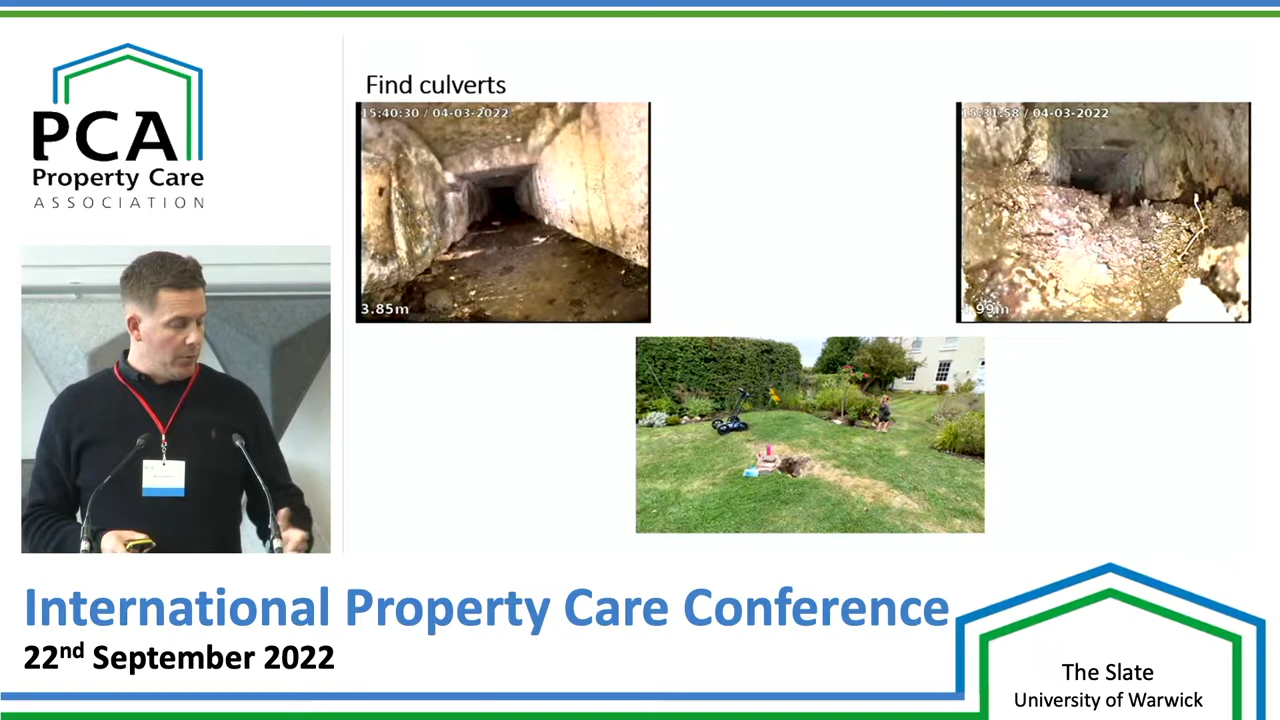 PCA
Property Care
ASSOCIATION
Find culverts
15:40:30 / 04-03-2022
3.85m
15:31:58 / 04-03-2022
International Property Care Conference
22nd September 2022
The Slate
University of Warwick